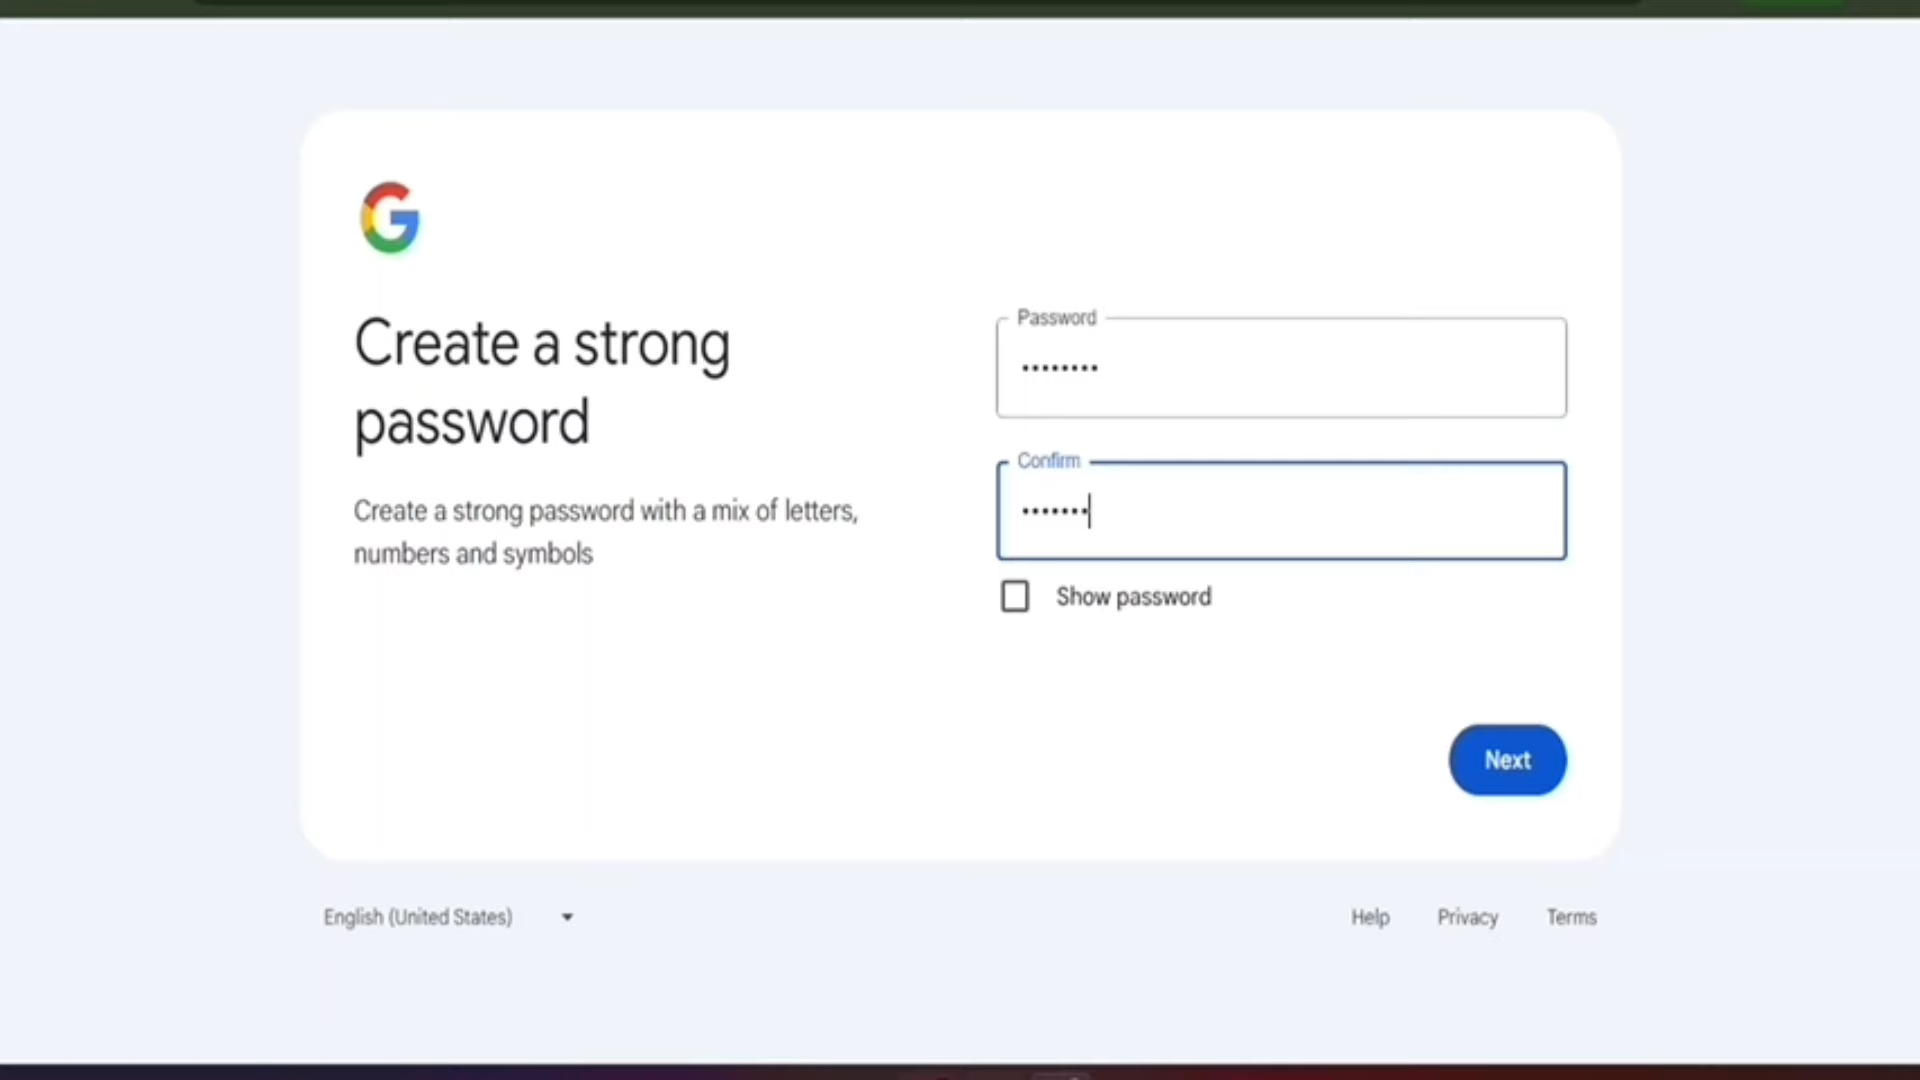 Create a strong
password
Create a strong password with a mix of letters,
numbers and symbols
Password
••••••••
Confirm
•••••••
Show password
Next
English (United States)
Help Privacy Terms